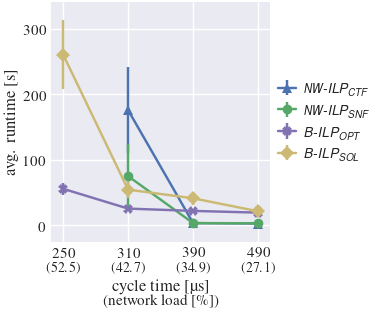 300
200
100
0
avg. runtime [s]
250 310 390 490
(52.5) (42.7) (34.9) (27.1)
cycle time [µs]
(network load [%])
NW-ILP_CTF
NW-ILP_SNF
B-ILP_OPT
B-ILP_SOL